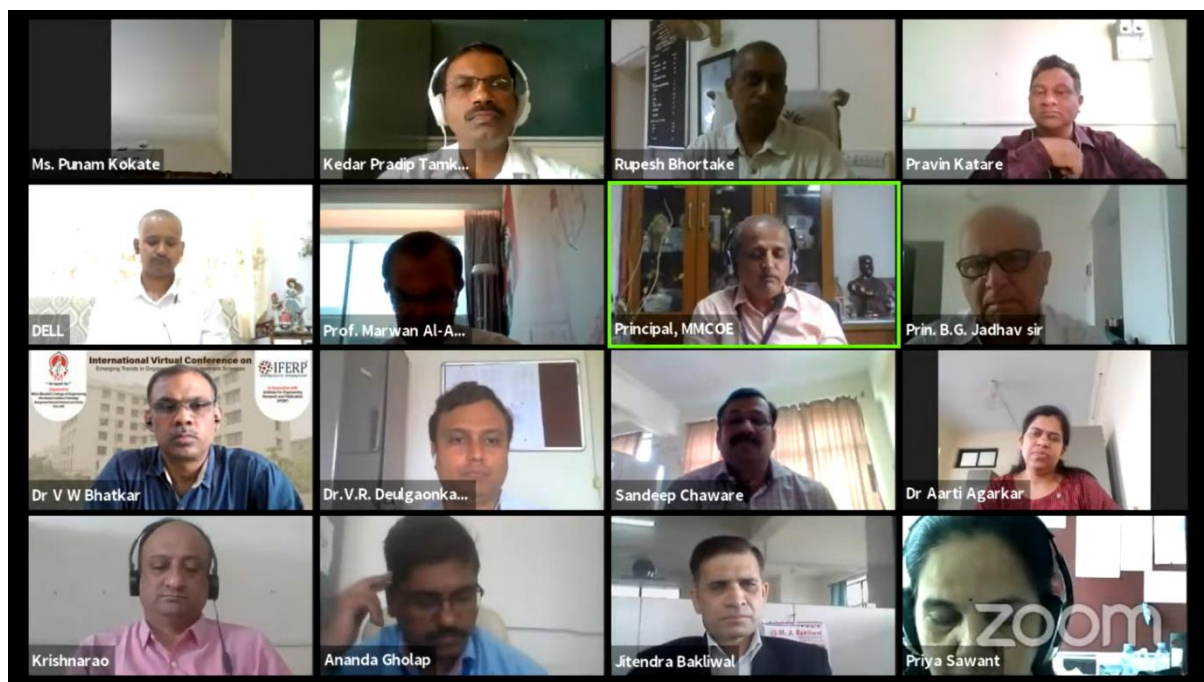 Ms. Punam Kokate
Kedar Pradip Tamk...
Rupesh Bhortake
Pravin Katare
DELL
Prof. Marwan Al-A...
Principal, MMCOE
Prin. B.G. Jadhav sir
International Virtual Conference on
IFERP
Dr V W Bhatkar
Dr.V.R. Deulgaonka...
Sandeep Chaware
Dr Aarti Agarkar
Krishnarao
Ananda Gholap
Jitendra Bakliwal
Priya Sawant
zoom